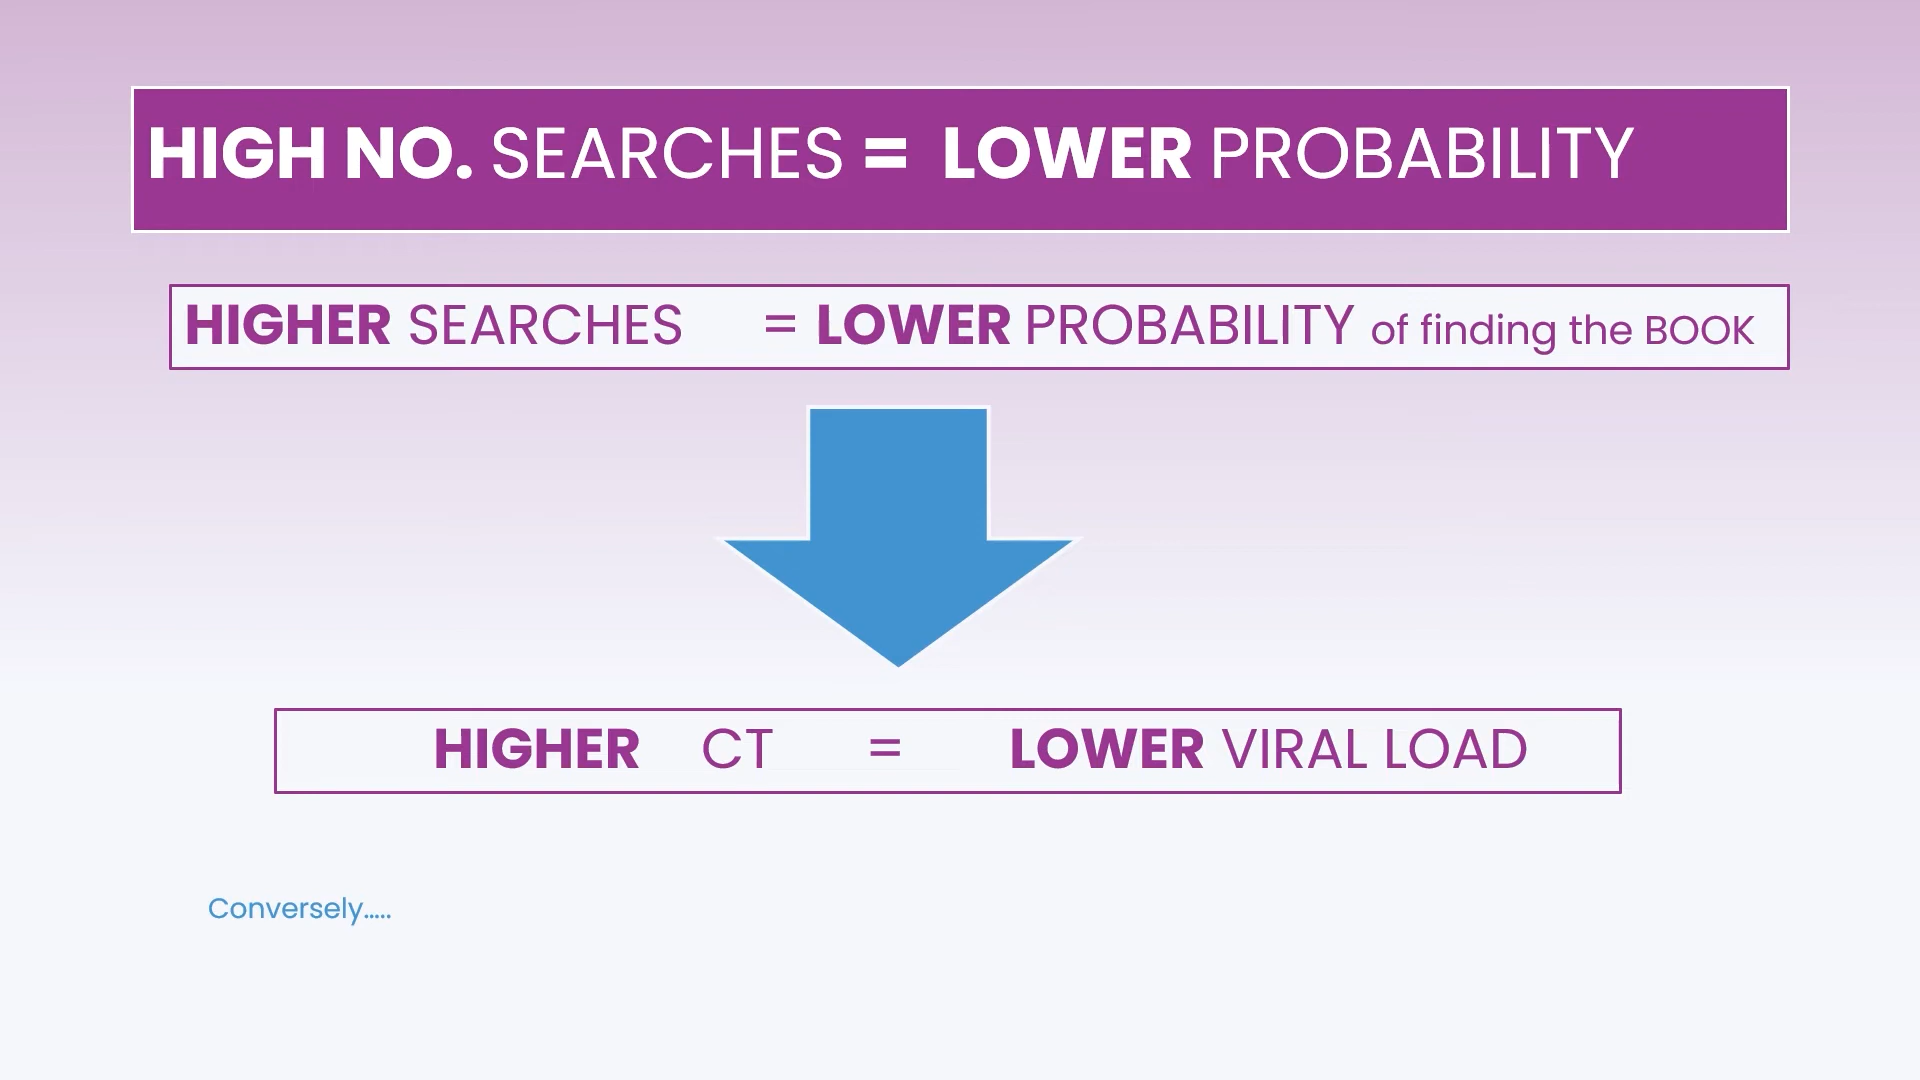 HIGH NO. SEARCHES = LOWER PROBABILITY
HIGHER SEARCHES = LOWER PROBABILITY of finding the BOOK
HIGHER CT = LOWER VIRAL LOAD
Conversely.....